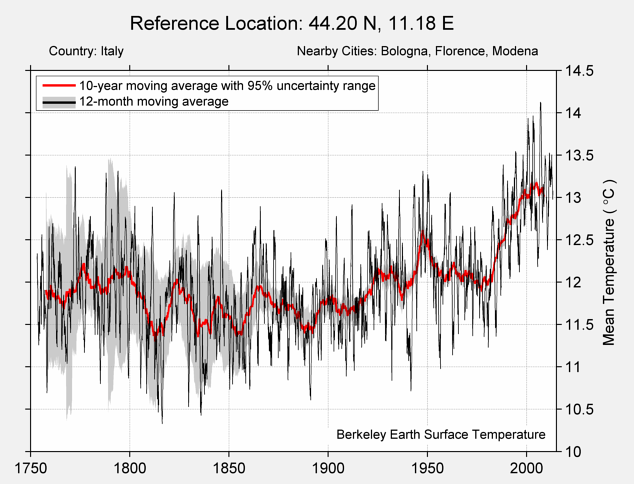 Reference Location: 44.20 N, 11.18 E
Country: Italy
Nearby Cities: Bologna, Florence, Modena
10-year moving average with 95% uncertainty range
12-month moving average
14.5
14
13.5
13
12.5
12
11.5
11
10.5
10
Mean Temperature ( °C )
Berkeley Earth Surface Temperature
1750
1800
1850
1900
1950
2000